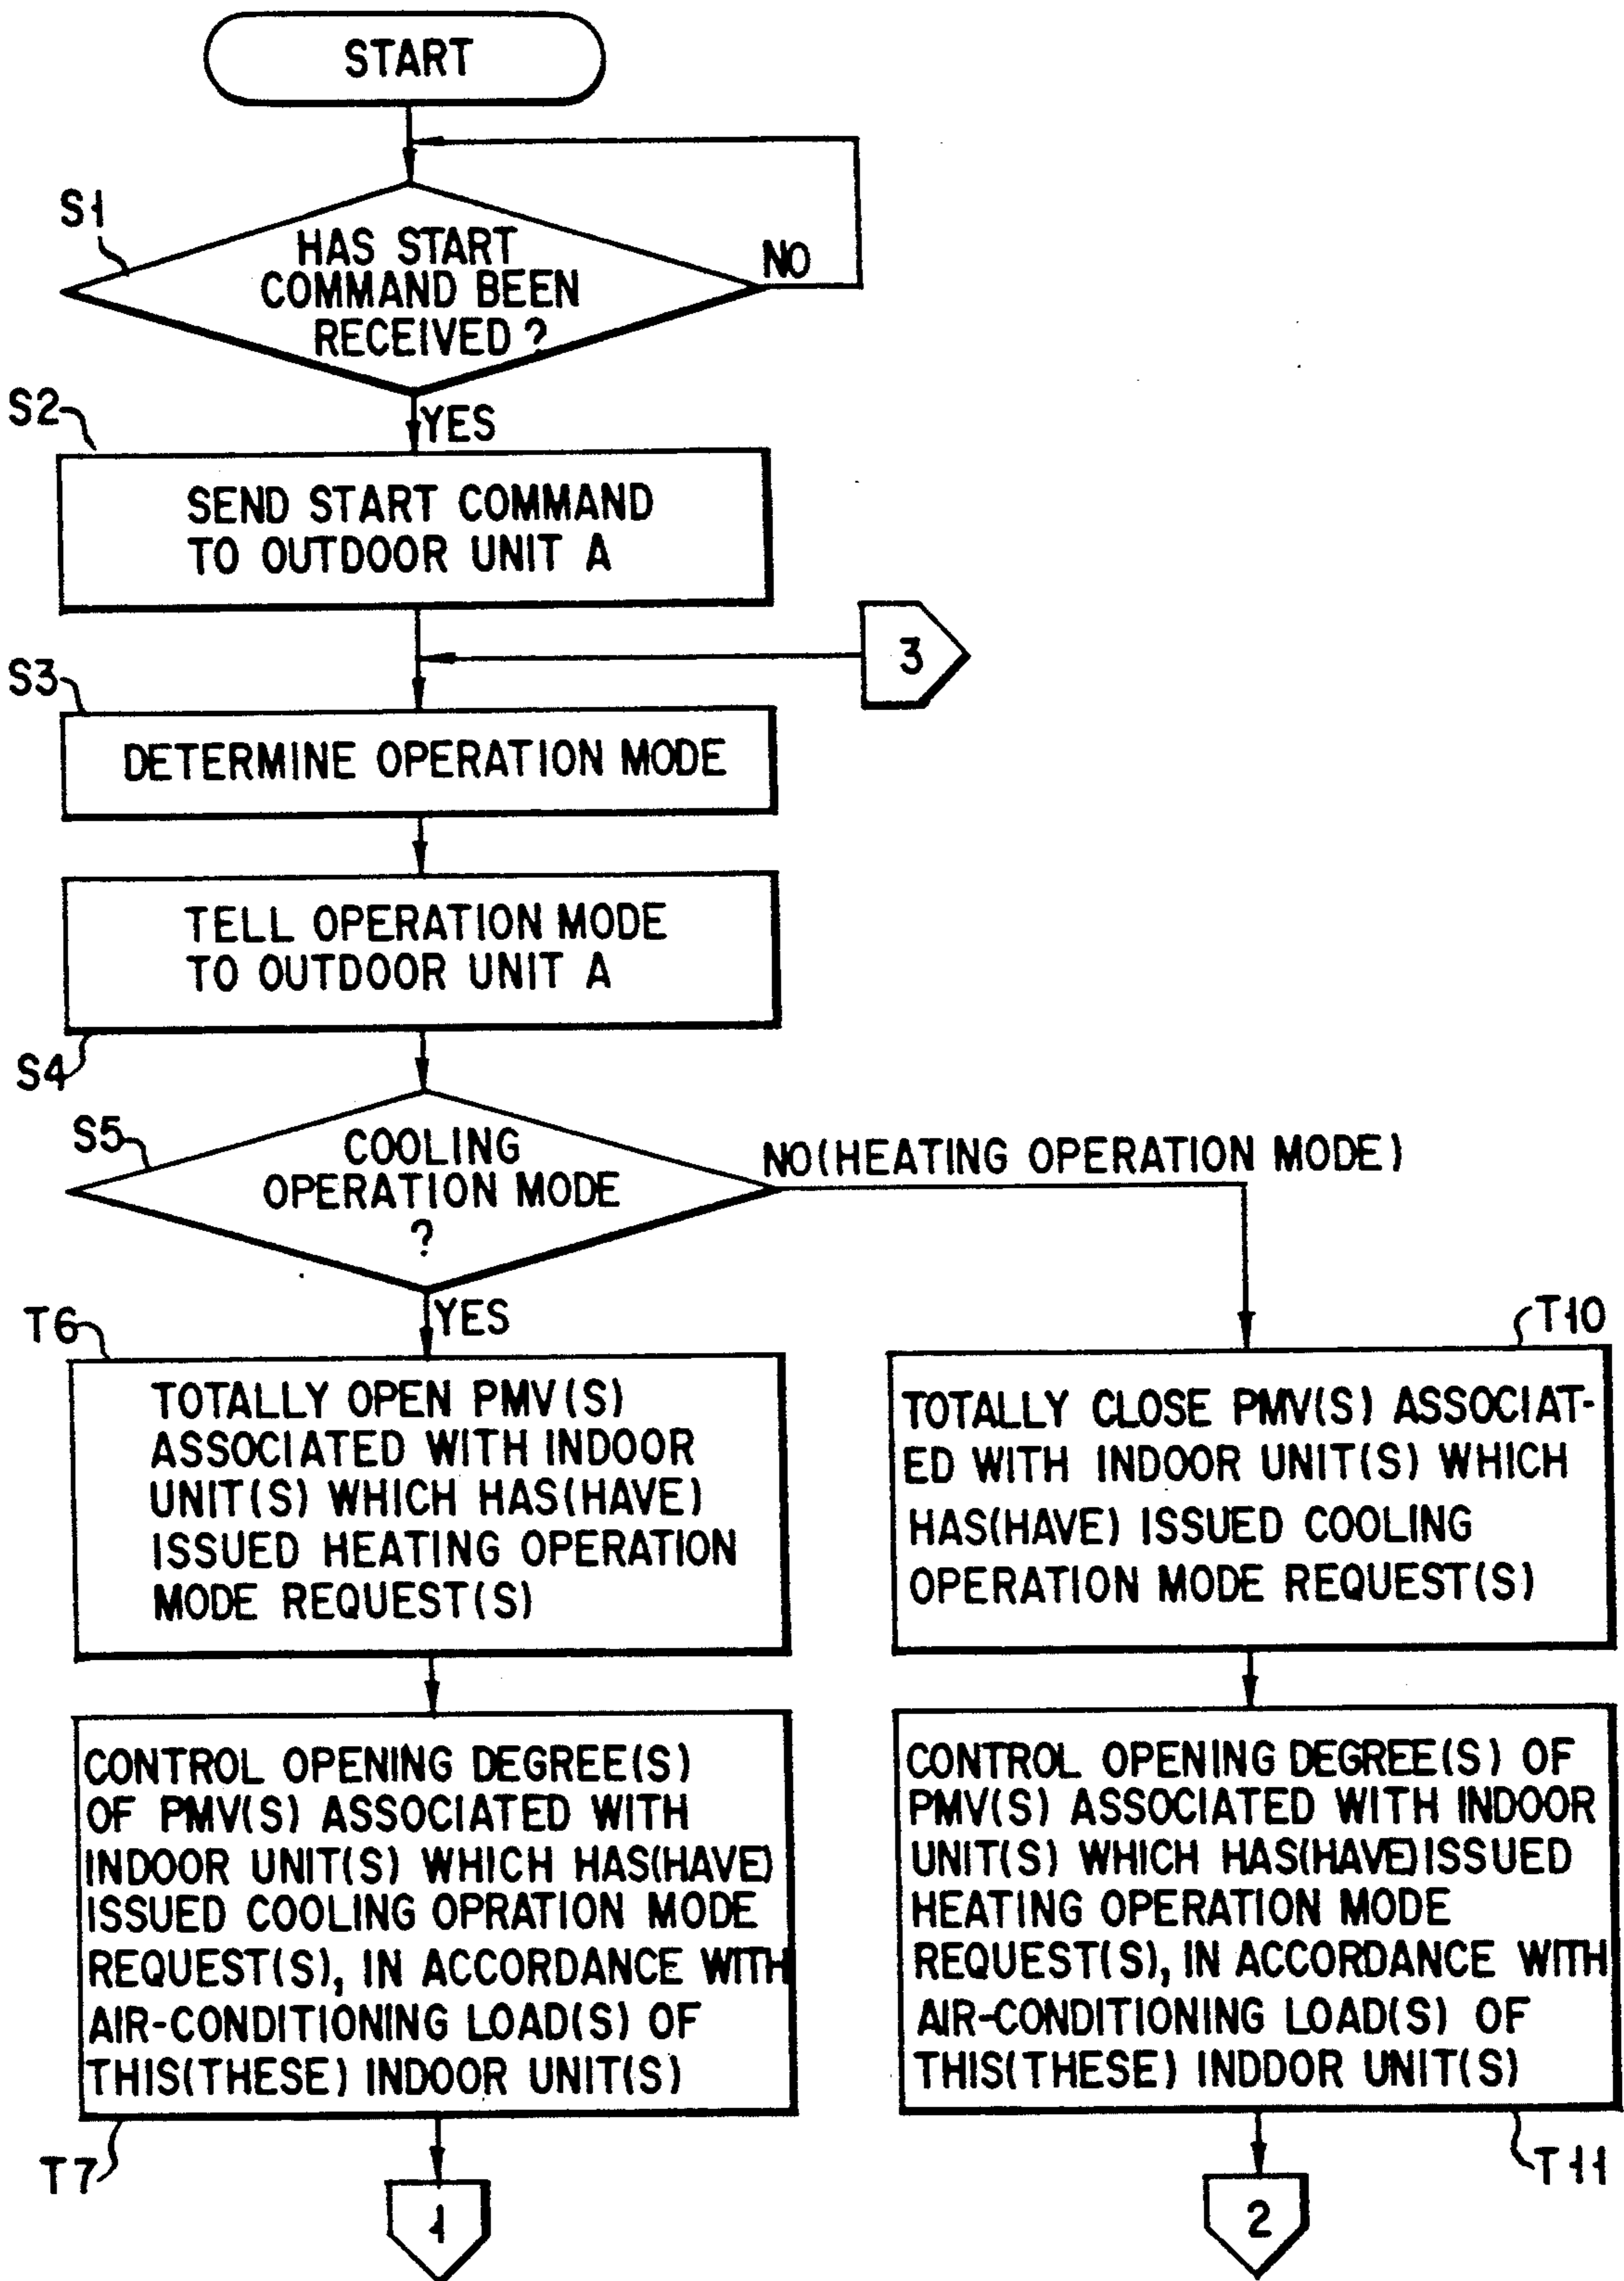 START
S1
HAS START
COMMAND BEEN
RECEIVED?
NO
YES
S2
SEND START COMMAND
TO OUTDOOR UNIT A
3
S3
DETERMINE OPERATION MODE
TELL OPERATION MODE
TO OUTDOOR UNIT A
S4
S5
COOLING
OPERATION MODE
?
NO(HEATING OPERATION MODE)
YES
T6
TOTALLY OPEN PMV(S)
ASSOCIATED WITH INDOOR
UNIT(S) WHICH HAS(HAVE)
ISSUED HEATING OPERATION
MODE REQUEST(S)
T10
TOTALLY CLOSE PMV(S) ASSOCIAT-
ED WITH INDOOR UNIT(S) WHICH
HAS(HAVE) ISSUED COOLING
OPERATION MODE REQUEST(S)
CONTROL OPENING DEGREE(S)
OF PMV(S) ASSOCIATED WITH
INDOOR UNIT(S) WHICH HAS(HAVE)
ISSUED COOLING OPRATION MODE
REQUEST(S), IN ACCORDANCE WITH
AIR-CONDITIONING LOAD(S) OF
THIS(THESE) INDOOR UNIT(S)
T7
1
CONTROL OPENING DEGREE(S) OF
PMV(S) ASSOCIATED WITH INDOOR
UNIT(S) WHICH HAS(HAVE)ISSUED
HEATING OPERATION MODE
REQUEST(S), IN ACCORDANCE WITH
AIR-CONDITIONING LOAD(S) OF
THIS(THESE) INDDOR UNIT(S)
T11
2